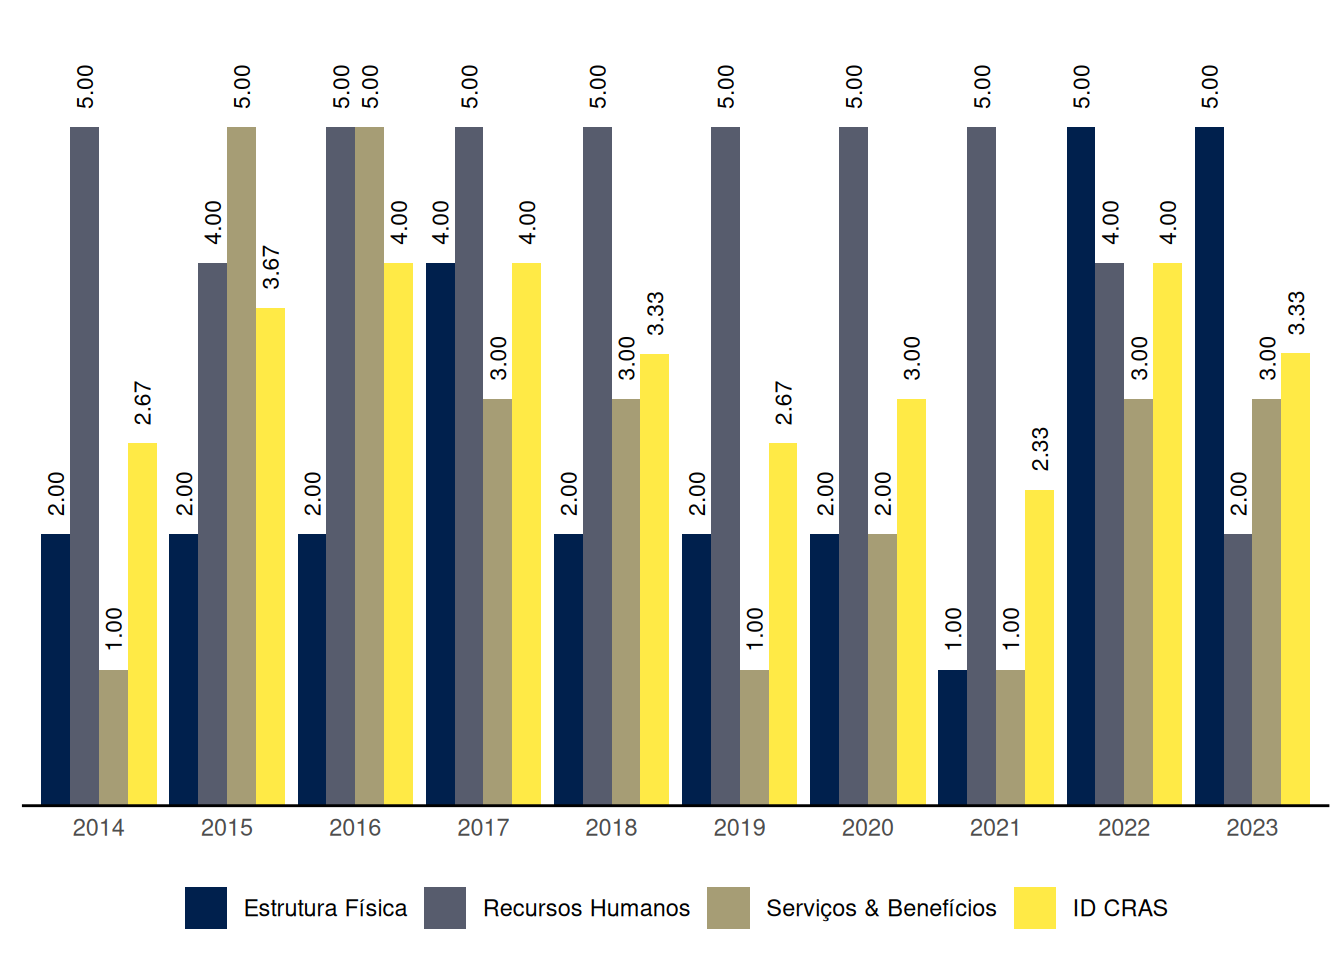 5.00 5.00 5.00 5.00 5.00 5.00 5.00 5.00 5.00 5.00 5.00
4.00 4.00 4.00 4.00 4.00 4.00
3.67
3.33 3.33
3.00 3.00 3.00 3.00 3.00
2.67 2.67
2.33
2.00 2.00 2.00 2.00 2.00 2.00 2.00 2.00
1.00 1.00 1.00 1.00
2014 2015 2016 2017 2018 2019 2020 2021 2022 2023
Estrutura Física Recursos Humanos Serviços & Benefícios ID CRAS